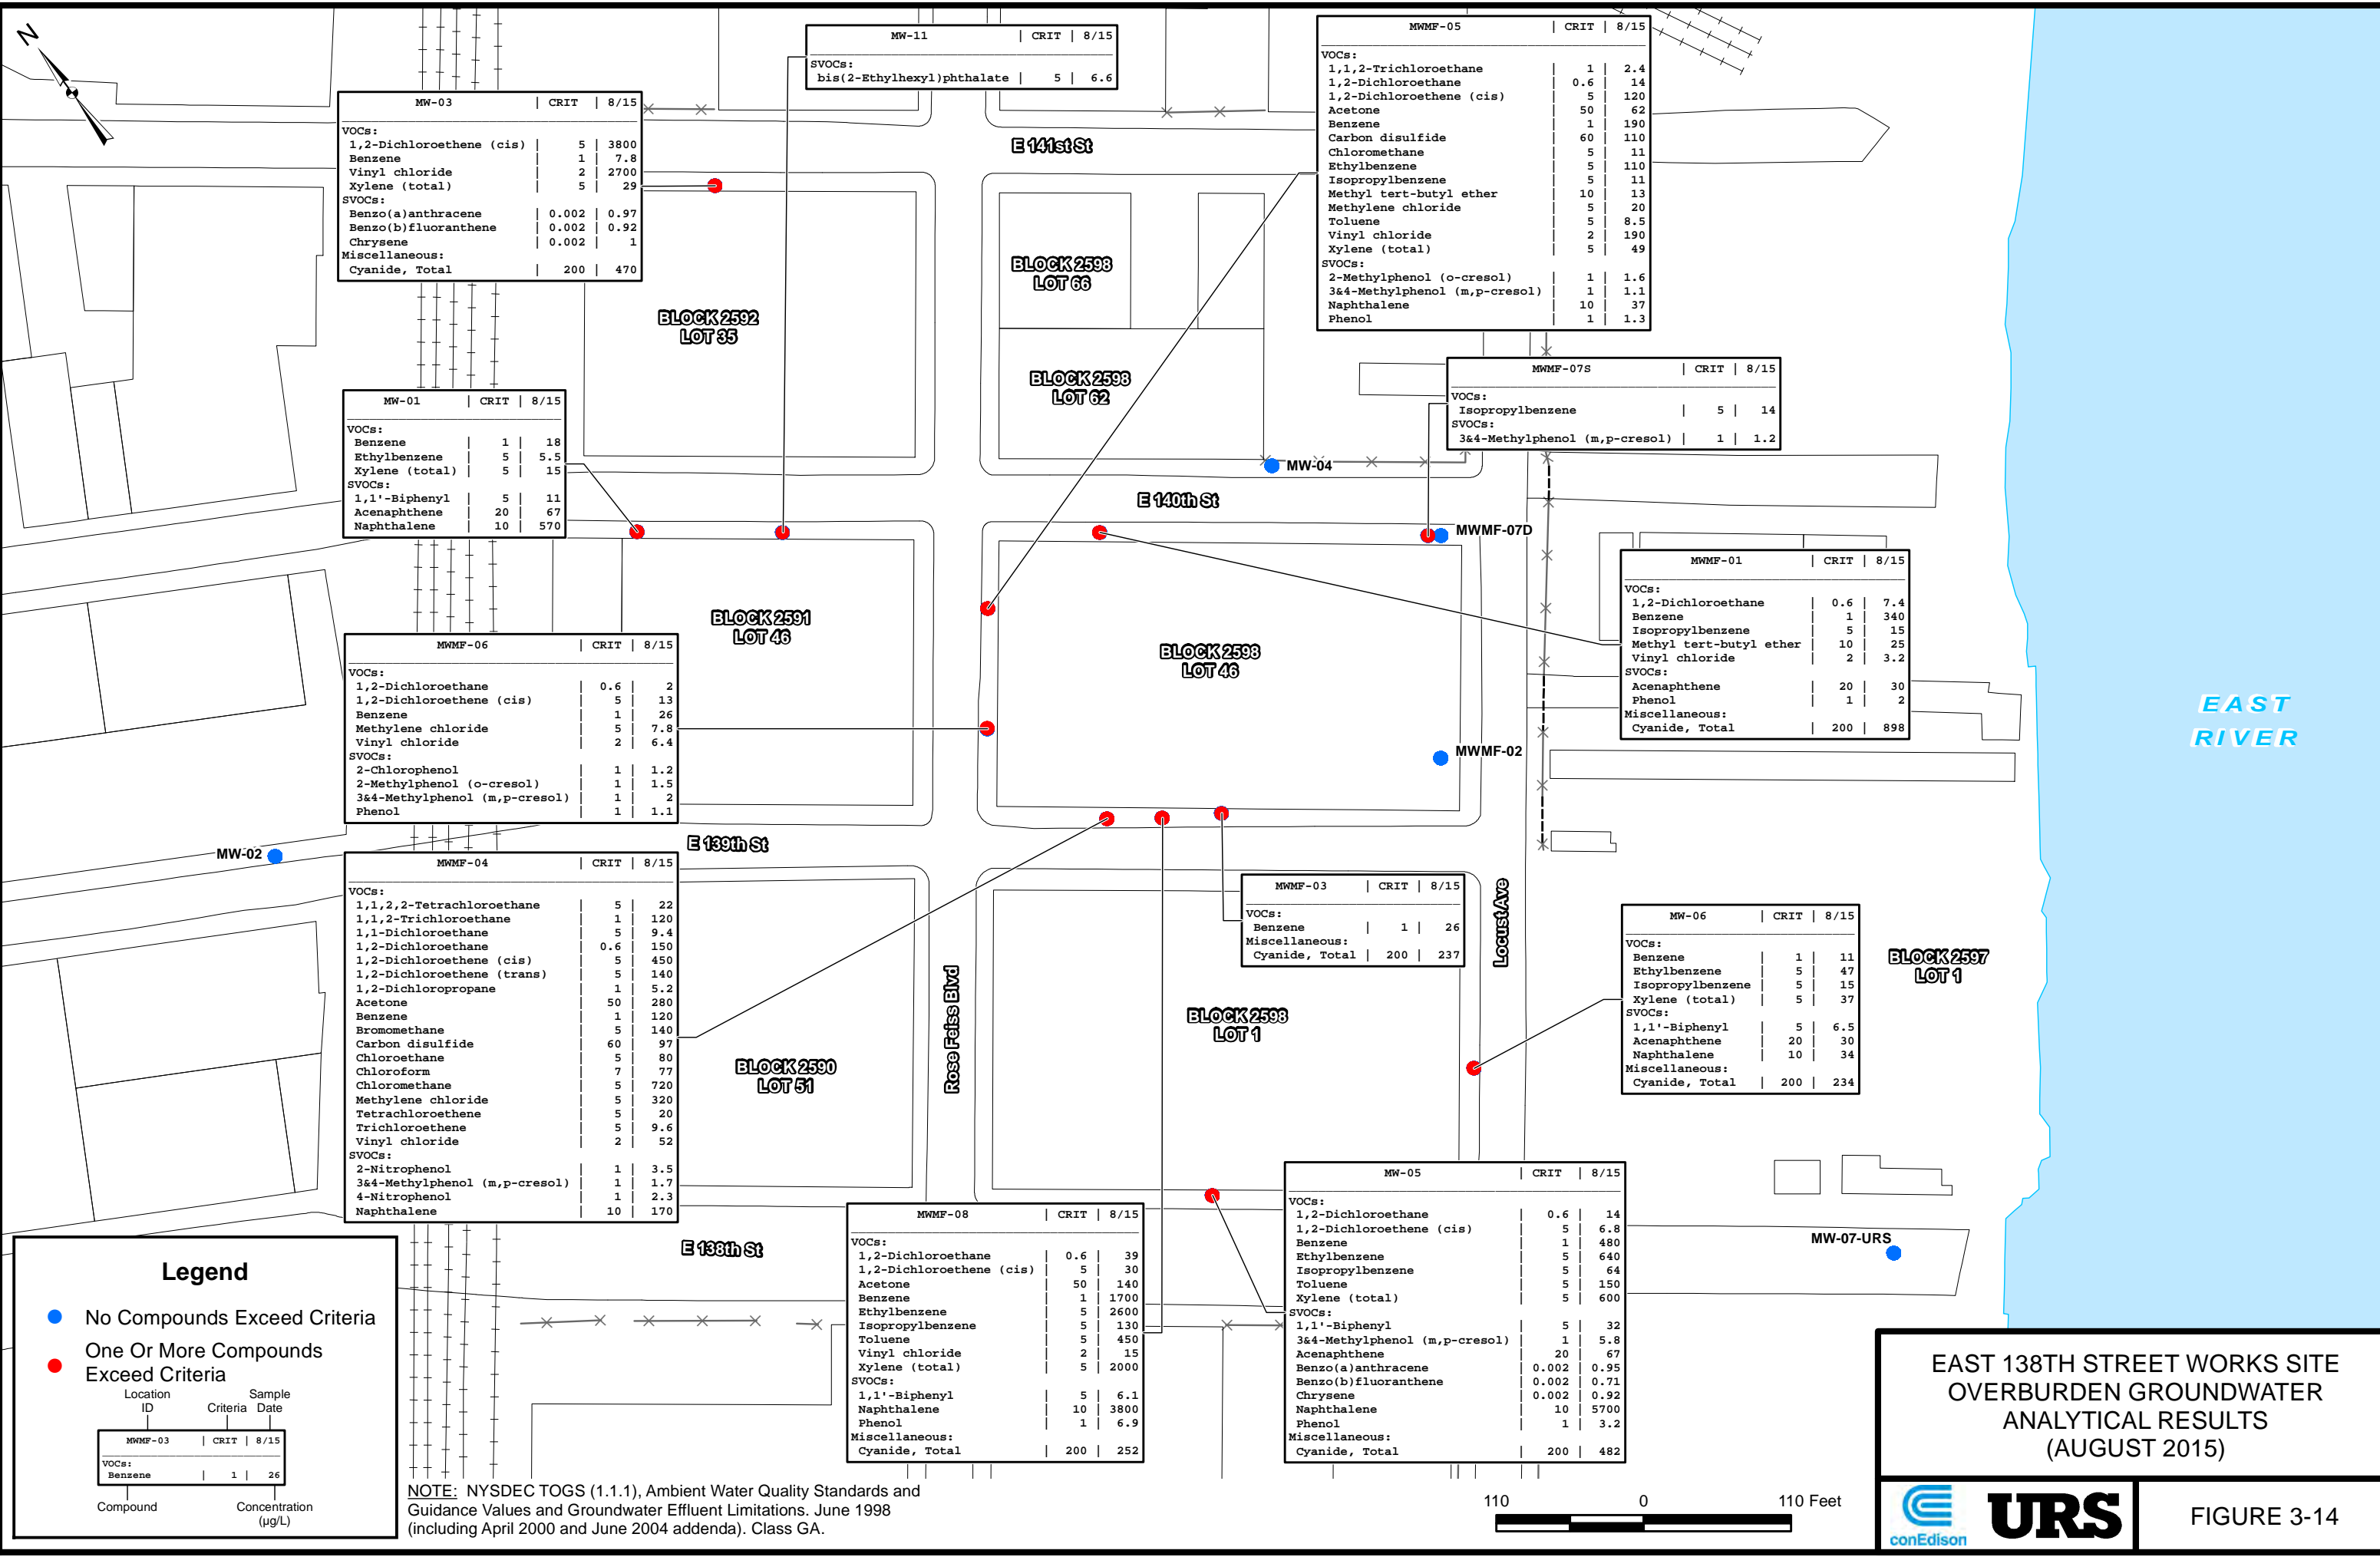 N
MW-11 | CRIT | 8/15
SVOCs:
bis(2-Ethylhexyl)phthalate | 5 | 6.6
MWMF-05 | CRIT | 8/15
VOCs:
1,1,2-Trichloroethane | 1 | 2.4
1,2-Dichloroethane | 0.6 | 14
1,2-Dichloroethene (cis) | 5 | 120
Acetone | 50 | 62
Benzene | 1 | 190
Carbon disulfide | 60 | 110
Chloromethane | 5 | 11
Ethylbenzene | 5 | 110
Isopropylbenzene | 5 | 11
Methyl tert-butyl ether | 10 | 13
Methylene chloride | 5 | 20
Toluene | 5 | 8.5
Vinyl chloride | 2 | 190
Xylene (total) | 5 | 49
SVOCs:
2-Methylphenol (o-cresol) | 1 | 1.6
3&4-Methylphenol (m,p-cresol) | 1 | 1.1
Naphthalene | 10 | 37
Phenol | 1 | 1.3
MW-03 | CRIT | 8/15
VOCs:
1,2-Dichloroethene (cis) | 5 | 3800
Benzene | 1 | 7.8
Vinyl chloride | 2 | 2700
Xylene (total) | 5 | 29
SVOCs:
Benzo(a)anthracene | 0.002 | 0.97
Benzo(b)fluoranthene | 0.002 | 0.92
Chrysene | 0.002 | 1
Miscellaneous:
Cyanide, Total | 200 | 470
E 141st St
BLOCK 2598
LOT 66
BLOCK 2592
LOT 35
BLOCK 2598
LOT 62
MWMF-07S | CRIT | 8/15
VOCs:
Isopropylbenzene | 5 | 14
SVOCs:
3&4-Methylphenol (m,p-cresol) | 1 | 1.2
MW-01 | CRIT | 8/15
VOCs:
Benzene | 1 | 18
Ethylbenzene | 5 | 5.5
Xylene (total) | 5 | 15
SVOCs:
1,1'-Biphenyl | 5 | 11
Acenaphthene | 20 | 67
Naphthalene | 10 | 570
MW-04
E 140th St
MWMF-07D
MWMF-01 | CRIT | 8/15
VOCs:
1,2-Dichloroethane | 0.6 | 7.4
Benzene | 1 | 340
Isopropylbenzene | 5 | 15
Methyl tert-butyl ether | 10 | 25
Vinyl chloride | 2 | 3.2
SVOCs:
Acenaphthene | 20 | 30
Phenol | 1 | 2
Miscellaneous:
Cyanide, Total | 200 | 898
BLOCK 2591
LOT 46
BLOCK 2598
LOT 46
EAST
RIVER
MWMF-06 | CRIT | 8/15
VOCs:
1,2-Dichloroethane | 0.6 | 2
1,2-Dichloroethene (cis) | 5 | 13
Benzene | 1 | 26
Methylene chloride | 5 | 7.8
Vinyl chloride | 2 | 6.4
SVOCs:
2-Chlorophenol | 1 | 1.2
2-Methylphenol (o-cresol) | 1 | 1.5
3&4-Methylphenol (m,p-cresol) | 1 | 2
Phenol | 1 | 1.1
MWMF-02
MW-02
E 139th St
MWMF-04 | CRIT | 8/15
VOCs:
1,1,2,2-Tetrachloroethane | 5 | 22
1,1,2-Trichloroethane | 1 | 120
1,1-Dichloroethane | 5 | 9.4
1,2-Dichloroethane | 0.6 | 150
1,2-Dichloroethene (cis) | 5 | 450
1,2-Dichloroethene (trans) | 5 | 140
1,2-Dichloropropane | 1 | 5.2
Acetone | 50 | 280
Benzene | 1 | 120
Bromomethane | 5 | 140
Carbon disulfide | 60 | 97
Chloroethane | 5 | 80
Chloroform | 7 | 77
Chloromethane | 5 | 720
Methylene chloride | 5 | 320
Tetrachloroethene | 5 | 20
Trichloroethene | 5 | 9.6
Vinyl chloride | 2 | 52
SVOCs:
2-Nitrophenol | 1 | 3.5
3&4-Methylphenol (m,p-cresol) | 1 | 1.7
4-Nitrophenol | 1 | 2.3
Naphthalene | 10 | 170
MWMF-03 | CRIT | 8/15
VOCs:
Benzene | 1 | 26
Miscellaneous:
Cyanide, Total | 200 | 237
Locust Ave
Rose Feiss Blvd
MW-06 | CRIT | 8/15
VOCs:
Benzene | 1 | 11
Ethylbenzene | 5 | 47
Isopropylbenzene | 5 | 15
Xylene (total) | 5 | 37
SVOCs:
1,1'-Biphenyl | 5 | 6.5
Acenaphthene | 20 | 30
Naphthalene | 10 | 34
Miscellaneous:
Cyanide, Total | 200 | 234
BLOCK 2597
LOT 1
BLOCK 2598
LOT 1
BLOCK 2590
LOT 51
MW-07-URS
E 138th St
MWMF-08 | CRIT | 8/15
VOCs:
1,2-Dichloroethane | 0.6 | 39
1,2-Dichloroethene (cis) | 5 | 30
Acetone | 50 | 140
Benzene | 1 | 1700
Ethylbenzene | 5 | 2600
Isopropylbenzene | 5 | 130
Toluene | 5 | 450
Vinyl chloride | 2 | 15
Xylene (total) | 5 | 2000
SVOCs:
1,1'-Biphenyl | 5 | 6.1
Naphthalene | 10 | 3800
Phenol | 1 | 6.9
Miscellaneous:
Cyanide, Total | 200 | 252
MW-05 | CRIT | 8/15
VOCs:
1,2-Dichloroethane | 0.6 | 14
1,2-Dichloroethene (cis) | 5 | 6.8
Benzene | 1 | 480
Ethylbenzene | 5 | 640
Isopropylbenzene | 5 | 64
Toluene | 5 | 150
Xylene (total) | 5 | 600
SVOCs:
1,1'-Biphenyl | 5 | 32
3&4-Methylphenol (m,p-cresol) | 1 | 5.8
Acenaphthene | 20 | 67
Benzo(a)anthracene | 0.002 | 0.95
Benzo(b)fluoranthene | 0.002 | 0.71
Chrysene | 0.002 | 0.92
Naphthalene | 10 | 5700
Phenol | 1 | 3.2
Miscellaneous:
Cyanide, Total | 200 | 482
Legend
No Compounds Exceed Criteria
One Or More Compounds
Exceed Criteria
Location
ID
Criteria
Sample
Date
MWMF-03 | CRIT | 8/15
VOCs:
Benzene | 1 | 26
Compound
Concentration
(µg/L)
NOTE: NYSDEC TOGS (1.1.1), Ambient Water Quality Standards and
Guidance Values and Groundwater Effluent Limitations. June 1998
(including April 2000 and June 2004 addenda). Class GA.
110 0 110 Feet
EAST 138TH STREET WORKS SITE
OVERBURDEN GROUNDWATER
ANALYTICAL RESULTS
(AUGUST 2015)
conEdison
URS
FIGURE 3-14